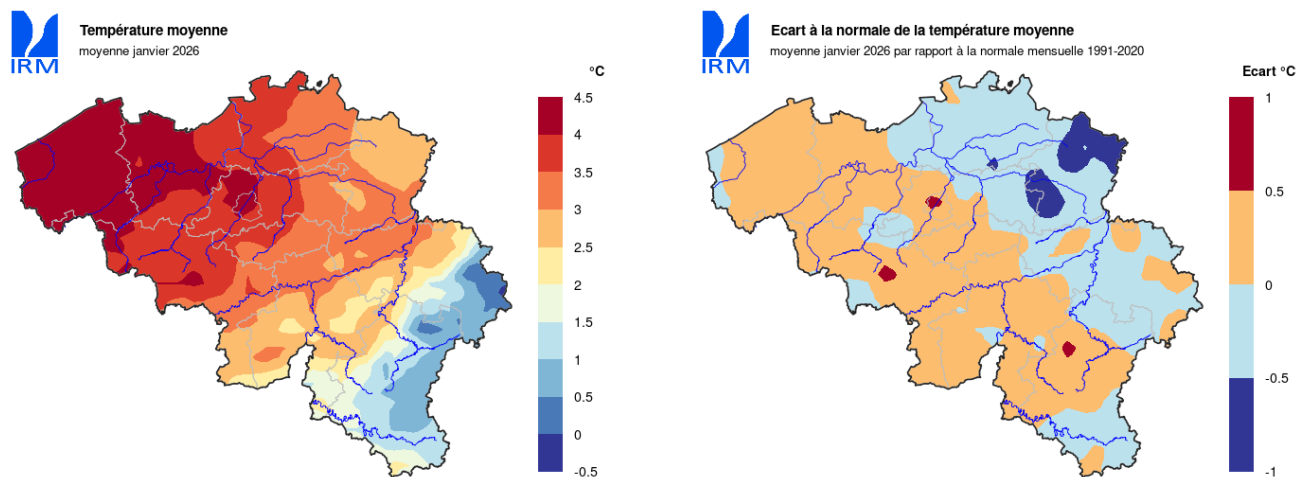 IRM
Température moyenne
moyenne janvier 2026
°C
4.5
4
3.5
3
2.5
2
1.5
1
0.5
0
-0.5
IRM
Ecart à la normale de la température moyenne
moyenne janvier 2026 par rapport à la normale mensuelle 1991-2020
Ecart °C
1
0.5
0
-0.5
-1